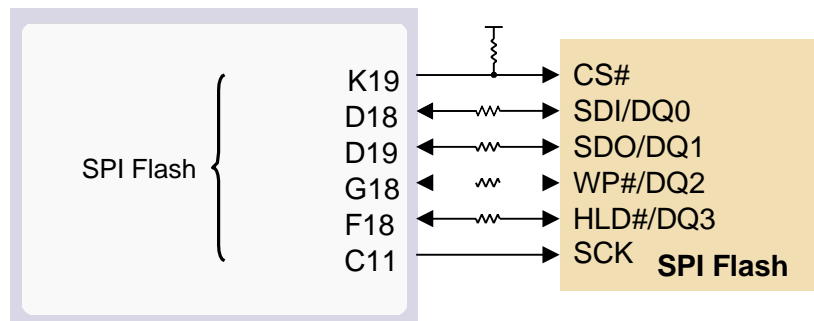 SPI Flash
K19
D18
D19
G18
F18
C11
CS#
SDI/DQ0
SDO/DQ1
WP#/DQ2
HLD#/DQ3
SCK
SPI Flash